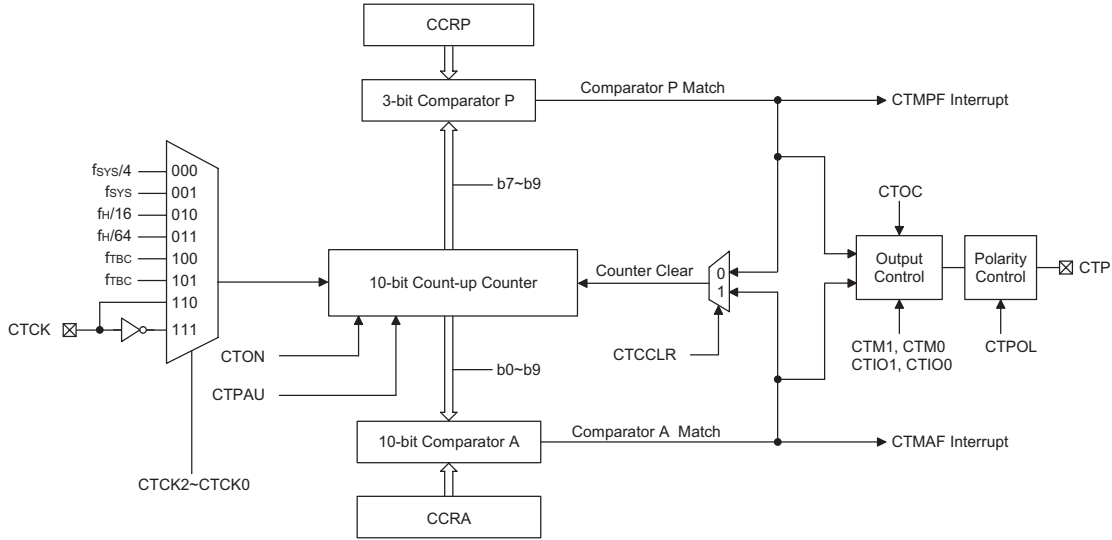 CCRP
3-bit Comparator P
Comparator P Match
CTMPF Interrupt
b7~b9
fSYS/4
000
fSYS
001
fH/16
010
fH/64
011
fTBC
100
fTBC
101
110
111
CTCK
CTCK2~CTCK0
10-bit Count-up Counter
CTON
CTPAU
Counter Clear
0
1
CTCCLR
CTOC
Output
Control
Polarity
Control
CTP
CTM1, CTM0
CTIO1, CTIO0
CTPOL
b0~b9
10-bit Comparator A
Comparator A Match
CTMAF Interrupt
CCRA